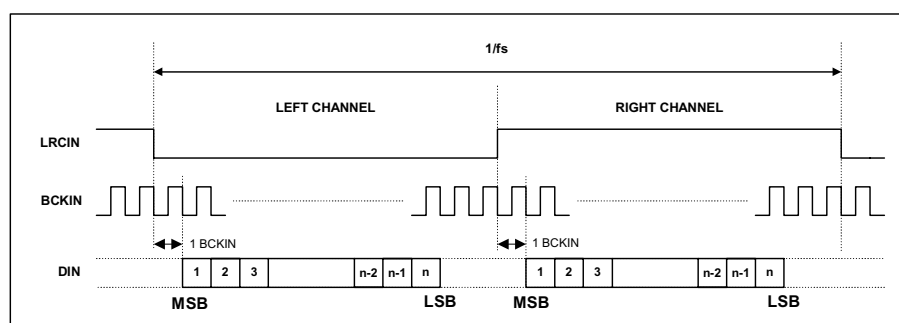 1/fs
LEFT CHANNEL RIGHT CHANNEL
LRCIN
BCKIN
1 BCKIN 1 BCKIN
DIN 1 2 3 n-2 n-1 n 1 2 3 n-2 n-1 n
MSB LSB MSB LSB